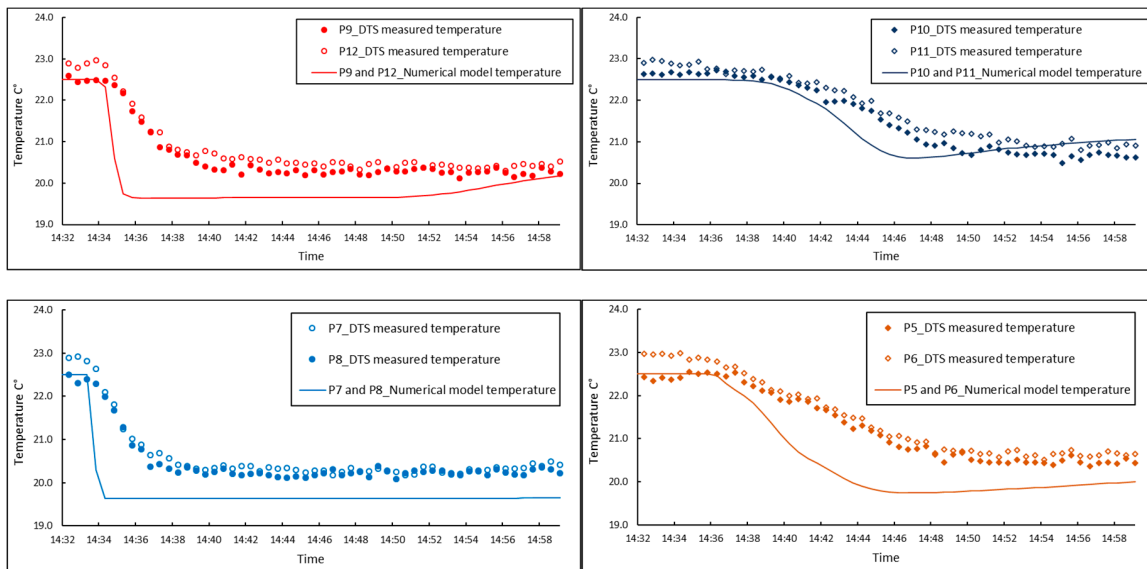 24.0
23.0
22.0
21.0
20.0
19.0
Temperature C°
14:32 14:34 14:36 14:38 14:40 14:42 14:44 14:46 14:48 14:50 14:52 14:54 14:56 14:58
Time
P9_DTS measured temperature
P12_DTS measured temperature
P9 and P12_Numerical model temperature
24.0
23.0
22.0
21.0
20.0
19.0
Temperature C°
14:32 14:34 14:36 14:38 14:40 14:42 14:44 14:46 14:48 14:50 14:52 14:54 14:56 14:58
Time
P10_DTS measured temperature
P11_DTS measured temperature
P10 and P11_Numerical model temperature
24.0
23.0
22.0
21.0
20.0
19.0
Temperature C°
14:32 14:34 14:36 14:38 14:40 14:42 14:44 14:46 14:48 14:50 14:52 14:54 14:56 14:58
Time
P7_DTS measured temperature
P8_DTS measured temperature
P7 and P8_Numerical model temperature
24.0
23.0
22.0
21.0
20.0
19.0
Temperature C°
14:32 14:34 14:36 14:38 14:40 14:42 14:44 14:46 14:48 14:50 14:52 14:54 14:56 14:58
Time
P5_DTS measured temperature
P6_DTS measured temperature
P5 and P6_Numerical model temperature